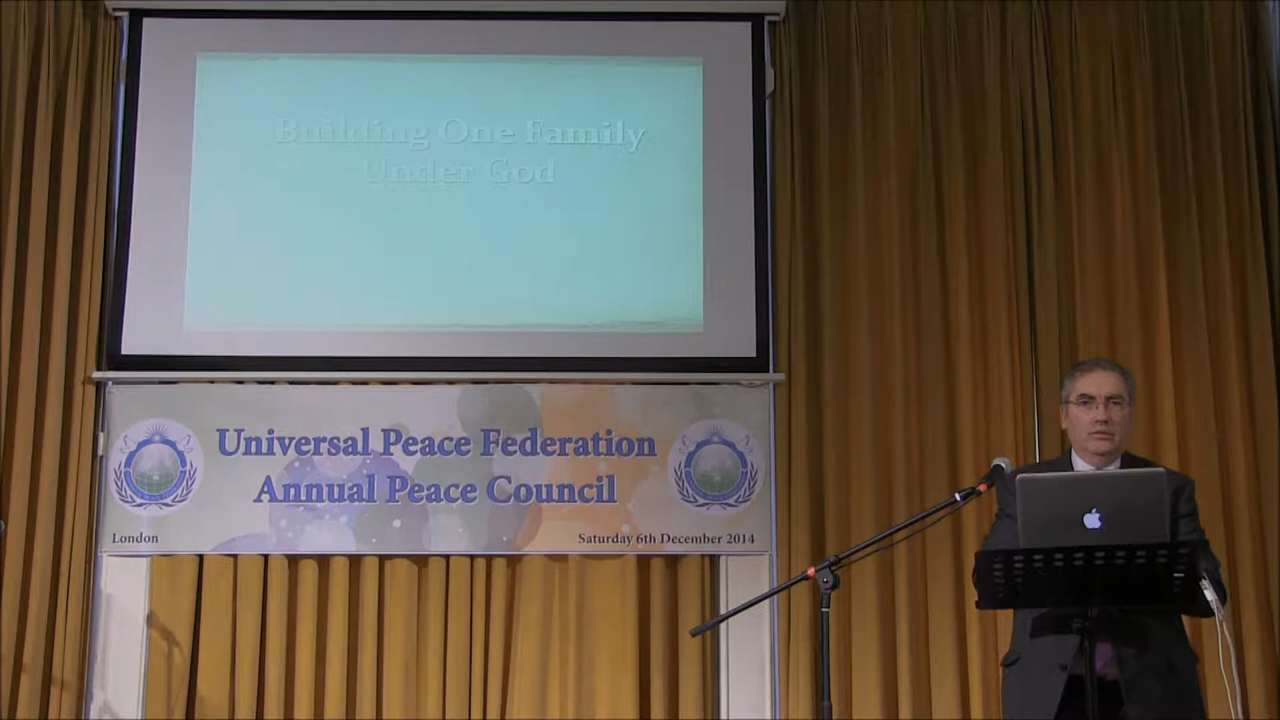 Building One Family
Under God
Universal Peace Federation
Annual Peace Council
London
Saturday 6th December 2014